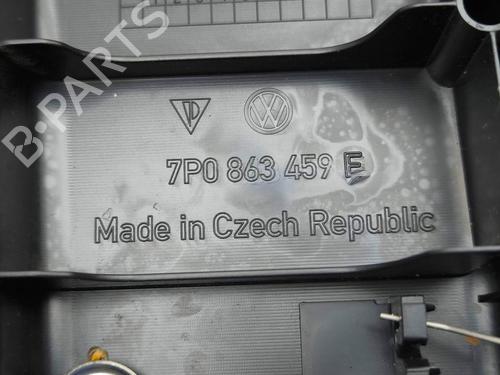 B-PARTS
7P0 863 459 E
Made in Czech Republic